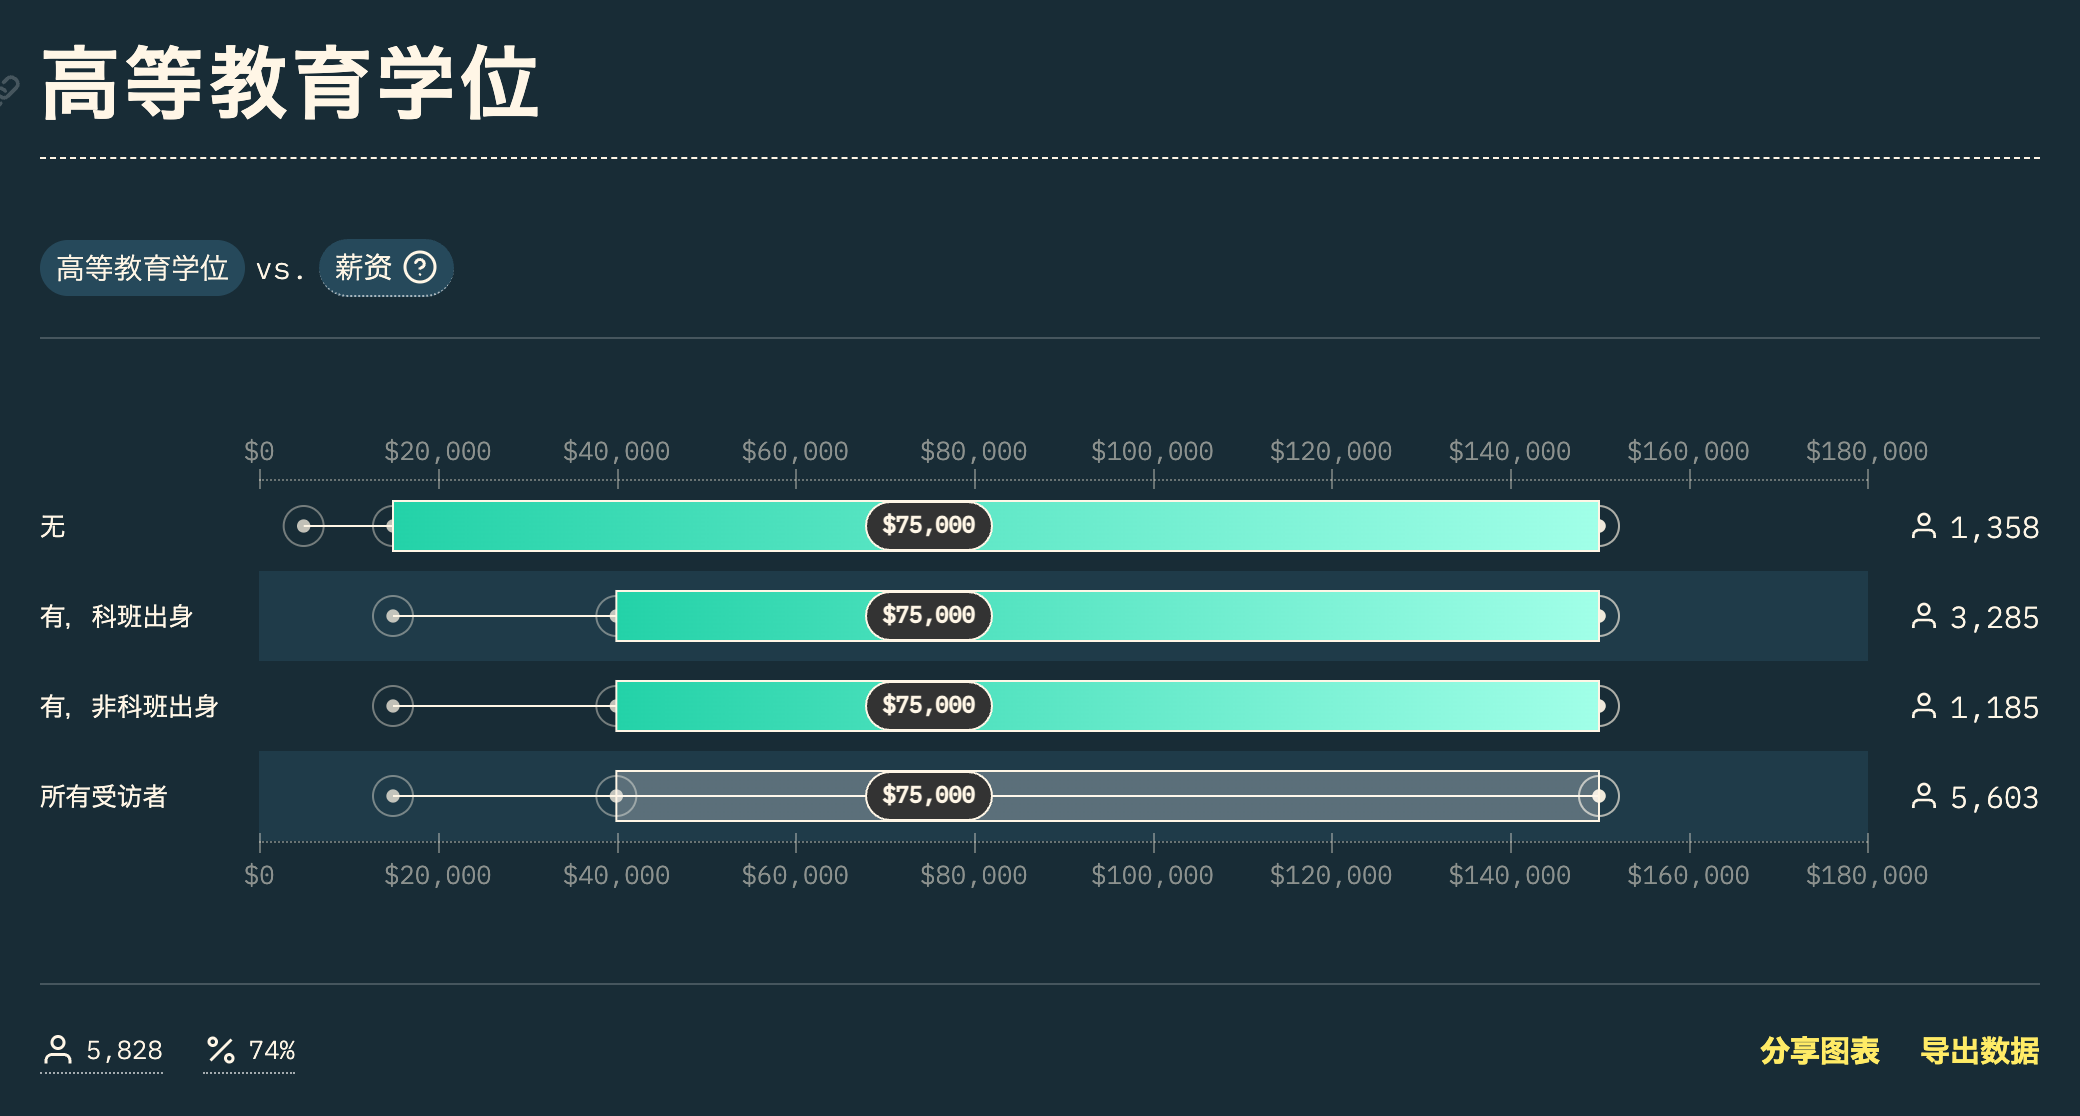 高等教育学位
高等教育学位 vs. 薪资 ?
$0 $20,000 $40,000 $60,000 $80,000 $100,000 $120,000 $140,000 $160,000 $180,000
无 $75,000 1,358
有，科班出身 $75,000 3,285
有，非科班出身 $75,000 1,185
所有受访者 $75,000 5,603
$0 $20,000 $40,000 $60,000 $80,000 $100,000 $120,000 $140,000 $160,000 $180,000
5,828 % 74% 分享图表 导出数据